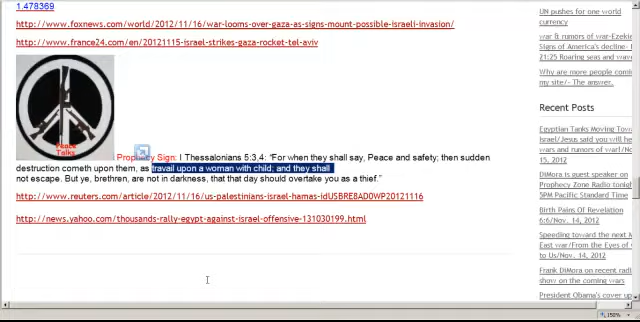 1.478369
http://www.foxnews.com/world/2012/11/16/war-looms-over-gaza-as-signs-mount-possible-israeli-invasion/
http://www.france24.com/en/20121115-israel-strikes-gaza-rocket-tel-aviv
Peace
Talks
Prophecy Sign: I Thessalonians 5:3,4: “For when they shall say, Peace and safety; then sudden
destruction cometh upon them, as travail upon a woman with child; and they shall
not escape. But ye, brethren, are not in darkness, that that day should overtake you as a thief.”
http://www.reuters.com/article/2012/11/16/us-palestinians-israel-hamas-idUSBRE8AD0WP20121116
http://news.yahoo.com/thousands-rally-egypt-against-israel-offensive-131030199.html
UN pushes for one world
currency
war & rumors of war-Ezekiel
Signs of America's decline-
21:25 Roaring seas and waves
Why are more people coming
my site/- The answer.
Recent Posts
Egyptian Tanks Moving Towa
Israel/Jesus said you will he
wars and rumors of war!/Nov
15, 2012
DiMora is guest speaker on
Prophecy Zone Radio tonigh
5PM Pacific Standard Time
Birth Pains Of Revelation
6:6/Nov. 14, 2012
Speeding toward the next M
East war/From the Eyes of
to Us/Nov. 14, 2012
Frank DiMora on recent radi
show on the coming wars
President Obama's cover up
150%